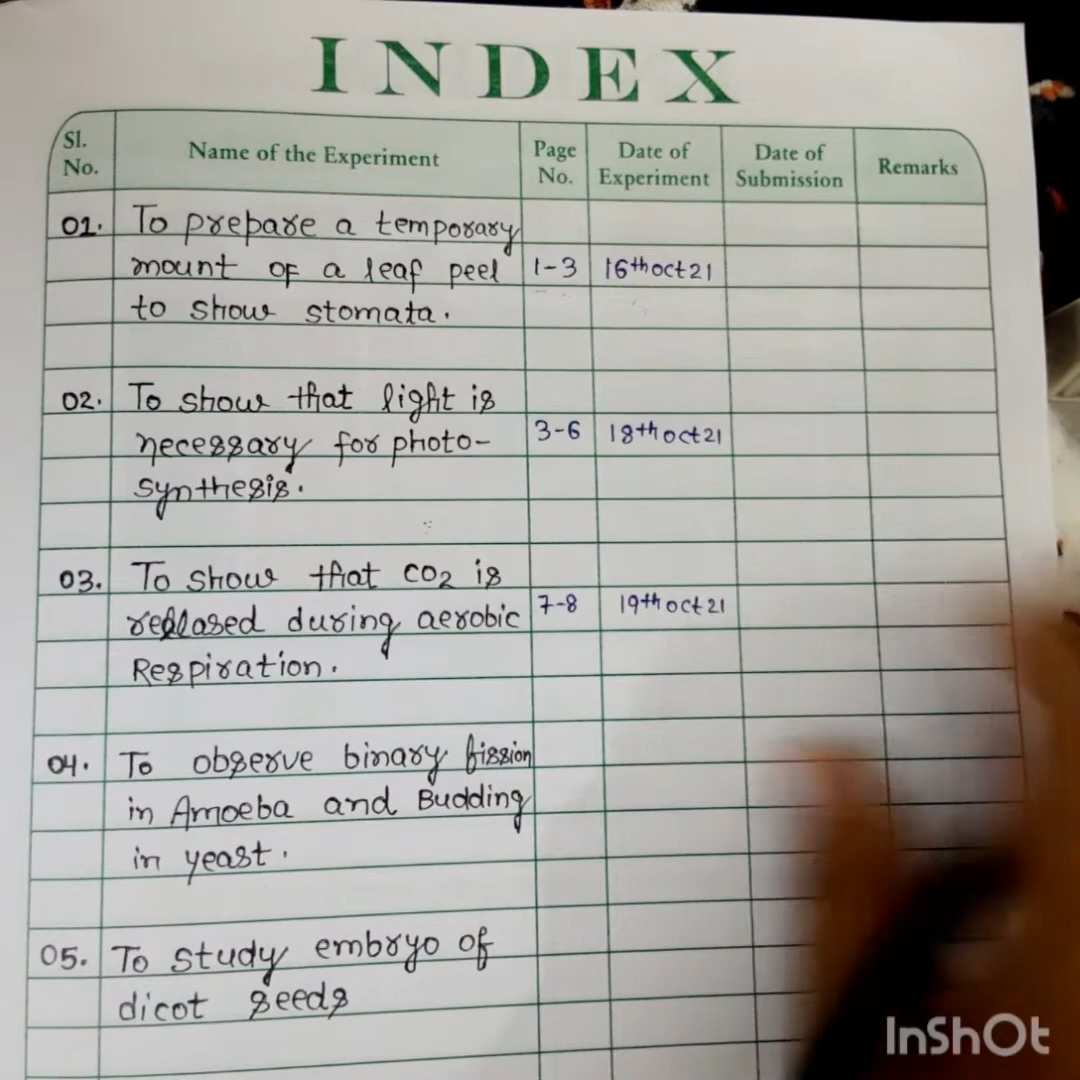 INDEX
Sl. No. Name of the Experiment Page No. Date of Experiment Date of Submission Remarks
01. To prepare a temporary
mount of a leaf peel 1-3 16th oct 21
to show stomata.
02. To show that light is
necessary for photo- 3-6 18th oct 21
synthesis.
03. To show that CO2 is
released during aerobic 7-8 19th oct 21
Respiration.
04. To observe binary fission
in Amoeba and Budding
in yeast.
05. To study embryo of
dicot seeds
InShOt